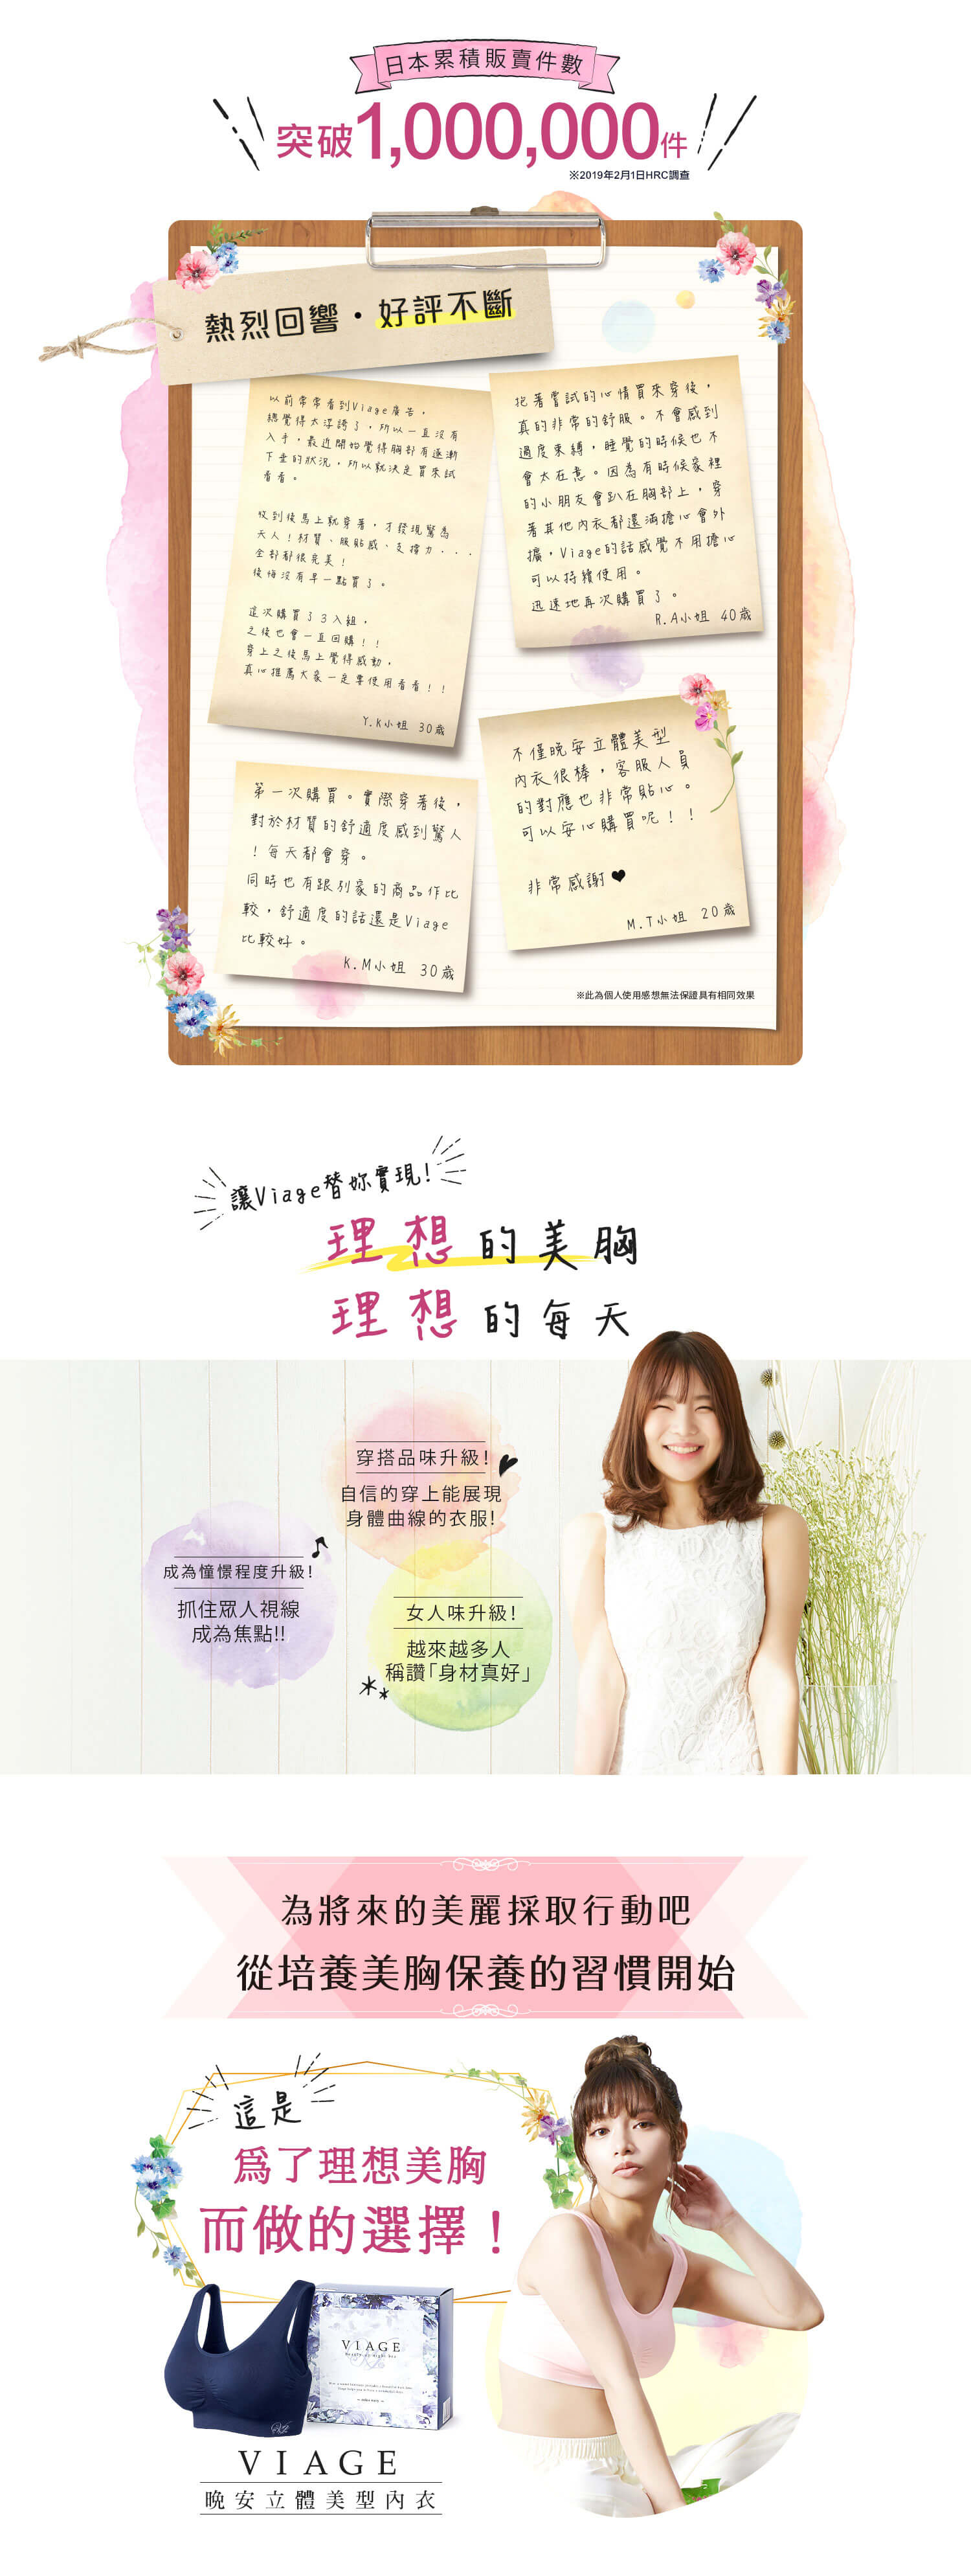 日本累積販賣件數
突破1,000,000件
※2019年2月1日HRC調查
熱烈回響・好評不斷
以前常常看到Viage廣告，
總覺得太浮誇了，所以一直沒有
入手，最近開始覺得胸部有逐漸
下垂的狀況，所以就決定買來試
看看。
收到後馬上就穿著，才發現驚為
天人！材質、服貼感、支撐力・・・
全部都很完美！
後悔沒有早一點買了。
這次購買了3入組，
之後也會一直回購！！
穿上之後馬上覺得感動，
真心推薦大家一定要使用看看！！
Y.K小姐 30歲
抱著嘗試的心情買來穿後，
真的非常的舒服。不會感到
過度束縛，睡覺的時候也不
會太在意。因為有時候家裡
的小朋友會趴在胸部上，穿
著其他內衣都還滿擔心會外
擴，Viage的話感覺不用擔心
可以持續使用。
迅速地再次購買了。
R.A小姐 40歲
第一次購買。實際穿著後，
對於材質的舒適度感到驚人
！每天都會穿。
同時也有跟別家的商品作比
較，舒適度的話還是Viage
比較好。
K.M小姐 30歲
不僅晚安立體美型
內衣很棒，客服人員
的對應也非常貼心。
可以安心購買呢！！
非常感謝♥
M.T小姐 20歲
※此為個人使用感想無法保證具有相同效果
讓Viage替妳實現!
理想的美胸
理想的每天
穿搭品味升級!
自信的穿上能展現
身體曲線的衣服!
成為憧憬程度升級!
抓住眾人視線
成為焦點!!
女人味升級!
越來越多人
稱讚「身材真好」
為將來的美麗採取行動吧
從培養美胸保養的習慣開始
這是
為了理想美胸
而做的選擇！
VIAGE
VIAGE
晚安立體美型內衣